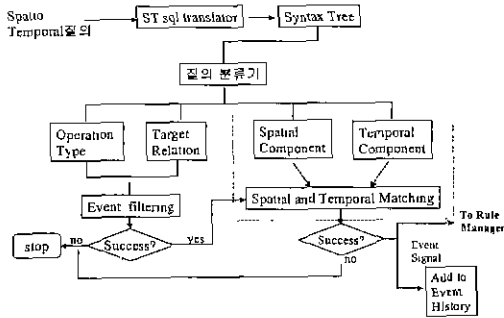 Spatio
Temporal질의
ST sql translator
Syntax Tree
질의 분류기
Operation
Type
Target
Relation
Spatial
Component
Temporal
Component
Event filtering
Spatial and Temporal Matching
To Rule
Manager
stop
no
Success?
yes
Success?
no
Event
Signal
Add to
Event
History